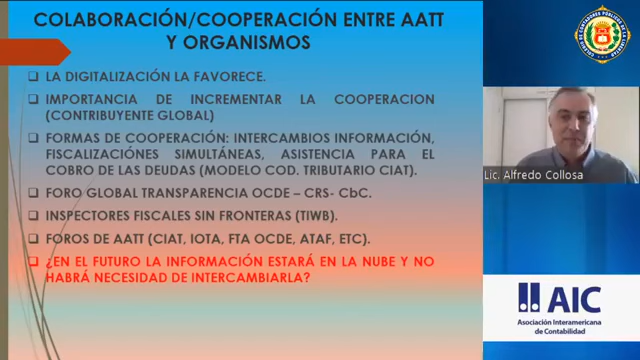 COLABORACIÓN/COOPERACIÓN ENTRE AATT
Y ORGANISMOS
LA DIGITALIZACIÓN LA FAVORECE.
IMPORTANCIA DE INCREMENTAR LA COOPERACION
(CONTRIBUYENTE GLOBAL)
FORMAS DE COOPERACIÓN: INTERCAMBIOS INFORMACIÓN,
FISCALIZACIÓNES SIMULTÁNEAS, ASISTENCIA PARA EL
COBRO DE LAS DEUDAS (MODELO COD. TRIBUTARIO CIAT).
FORO GLOBAL TRANSPARENCIA OCDE – CRS- CbC.
INSPECTORES FISCALES SIN FRONTERAS (TIWB).
FOROS DE AATT (CIAT, IOTA, FTA OCDE, ATAF, ETC).
¿EN EL FUTURO LA INFORMACIÓN ESTARÁ EN LA NUBE Y NO
HABRÁ NECESIDAD DE INTERCAMBIARLA?
Lic. Alfredo Collosa
AIC
Asociación Interamericana
de Contabilidad